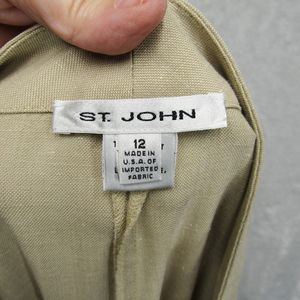 ST. JOHN
12
MADE IN
U.S.A. OF
IMPORTED
FABRIC